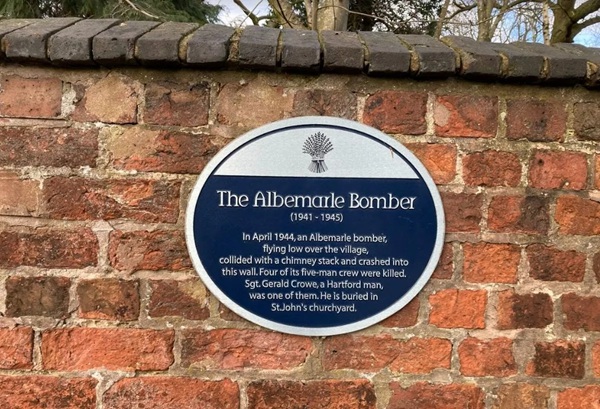 The Albemarle Bomber
(1941 - 1945)
In April 1944, an Albemarle bomber,
flying low over the village,
collided with a chimney stack and crashed into
this wall. Four of its five-man crew were killed.
Sgt. Gerald Crowe, a Hartford man,
was one of them. He is buried in
St.John's churchyard.